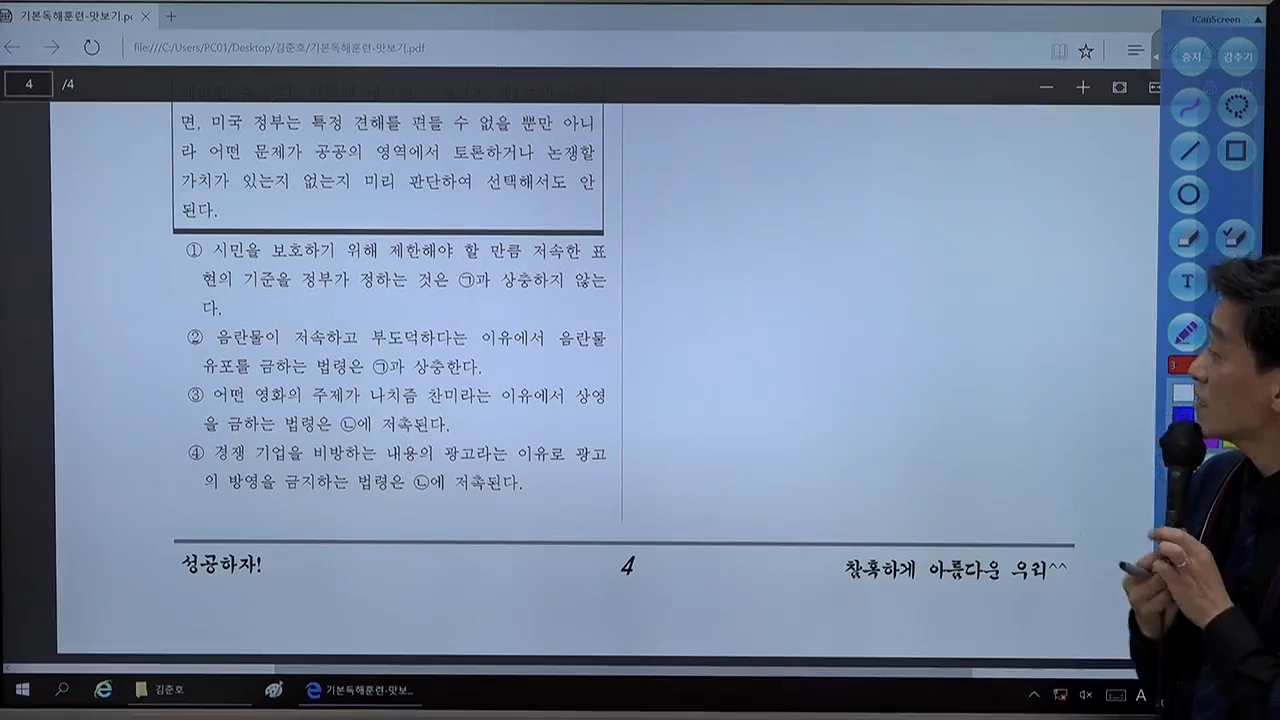 기본독해훈련-맛보기.pc
ICanScreen
file:///C:/Users/PC01/Desktop/김준호/기본독해훈련-맛보기.pdf
중지
감추기
4 /4
면, 미국 정부는 특정 견해를 편들 수 없을 뿐만 아니
라 어떤 문제가 공공의 영역에서 토론하거나 논쟁할
가치가 있는지 없는지 미리 판단하여 선택해서도 안
된다.
① 시민을 보호하기 위해 제한해야 할 만큼 저속한 표
현의 기준을 정부가 정하는 것은 ㉠과 상충하지 않는
다.
② 음란물이 저속하고 부도덕하다는 이유에서 음란물
유포를 금하는 법령은 ㉠과 상충한다.
③ 어떤 영화의 주제가 나치즘 찬미라는 이유에서 상영
을 금하는 법령은 ㉡에 저촉된다.
④ 경쟁 기업을 비방하는 내용의 광고라는 이유로 광고
의 방영을 금지하는 법령은 ㉡에 저촉된다.
T
3
성공하자!
4
참혹하게 아름다운 우리^^
김준호
기본독해훈련-맛보...
A